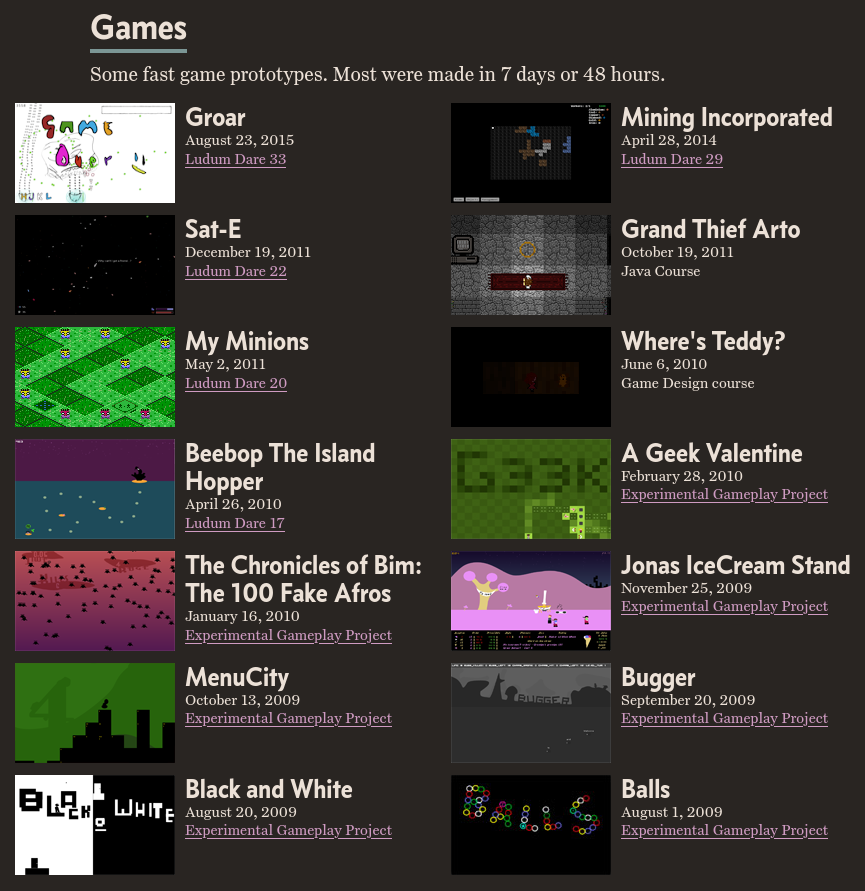 Games
Some fast game prototypes. Most were made in 7 days or 48 hours.
Groar
August 23, 2015
Ludum Dare 33
Mining Incorporated
April 28, 2014
Ludum Dare 29
Sat-E
December 19, 2011
Ludum Dare 22
Grand Thief Arto
October 19, 2011
Java Course
My Minions
May 2, 2011
Ludum Dare 20
Where's Teddy?
June 6, 2010
Game Design course
Beebop The Island
Hopper
April 26, 2010
Ludum Dare 17
G33K
A Geek Valentine
February 28, 2010
Experimental Gameplay Project
The Chronicles of Bim:
The 100 Fake Afros
January 16, 2010
Experimental Gameplay Project
Jonas IceCream Stand
November 25, 2009
Experimental Gameplay Project
MenuCity
October 13, 2009
Experimental Gameplay Project
BUGGER
Bugger
September 20, 2009
Experimental Gameplay Project
BLACK
WHITE
Black and White
August 20, 2009
Experimental Gameplay Project
BALLS
Balls
August 1, 2009
Experimental Gameplay Project